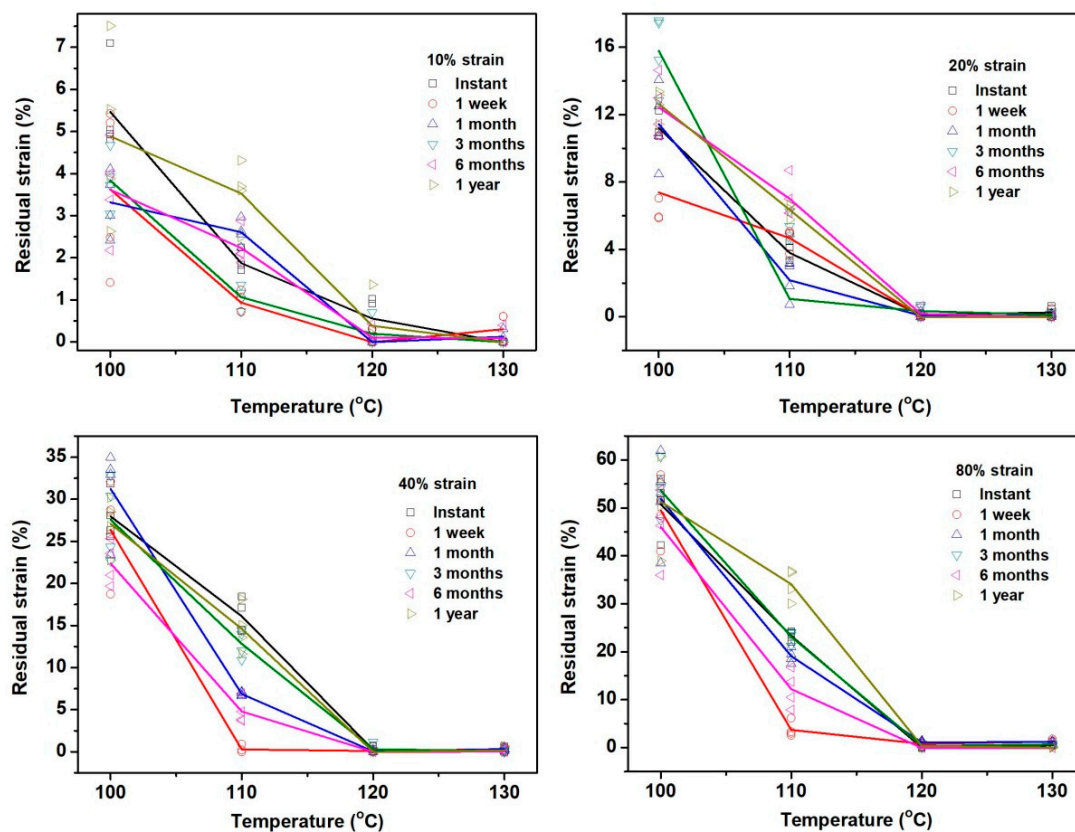 7
6
5
4
3
2
1
0
Residual strain (%)
10% strain
Instant
1 week
1 month
3 months
6 months
1 year
100 110 120 130
Temperature (°C)
16
12
8
4
0
Residual strain (%)
20% strain
Instant
1 week
1 month
3 months
6 months
1 year
100 110 120 130
Temperature (°C)
35
30
25
20
15
10
5
0
Residual strain (%)
40% strain
Instant
1 week
1 month
3 months
6 months
1 year
100 110 120 130
Temperature (°C)
60
50
40
30
20
10
0
Residual strain (%)
80% strain
Instant
1 week
1 month
3 months
6 months
1 year
100 110 120 130
Temperature (°C)